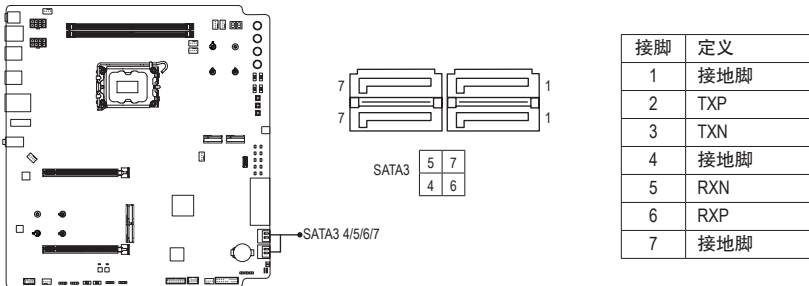 7
1
7
1
SATA3
5 7
4 6
SATA3 4/5/6/7
接脚 定义
1 接地脚
2 TXP
3 TXN
4 接地脚
5 RXN
6 RXP
7 接地脚